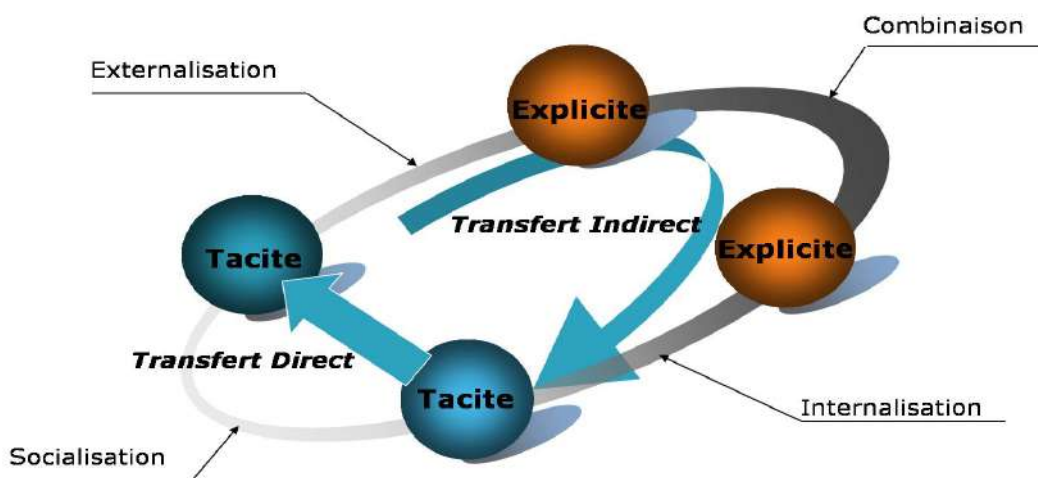 Combinaison
Externalisation
Explicite
Transfert Indirect
Explicite
Tacite
Transfert Direct
Tacite
Internalisation
Socialisation